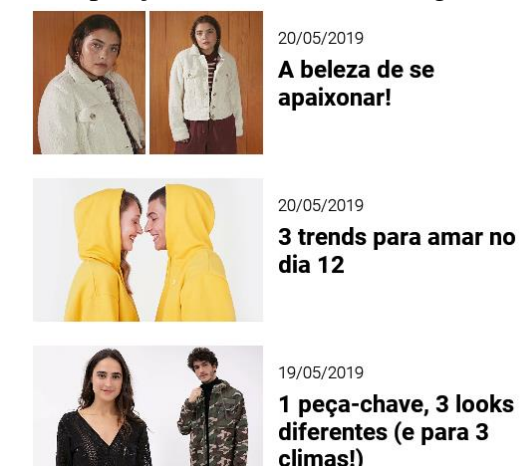 20/05/2019
A beleza de se
apaixonar!
20/05/2019
3 trends para amar no
dia 12
19/05/2019
1 peça-chave, 3 looks
diferentes (e para 3
climas!)